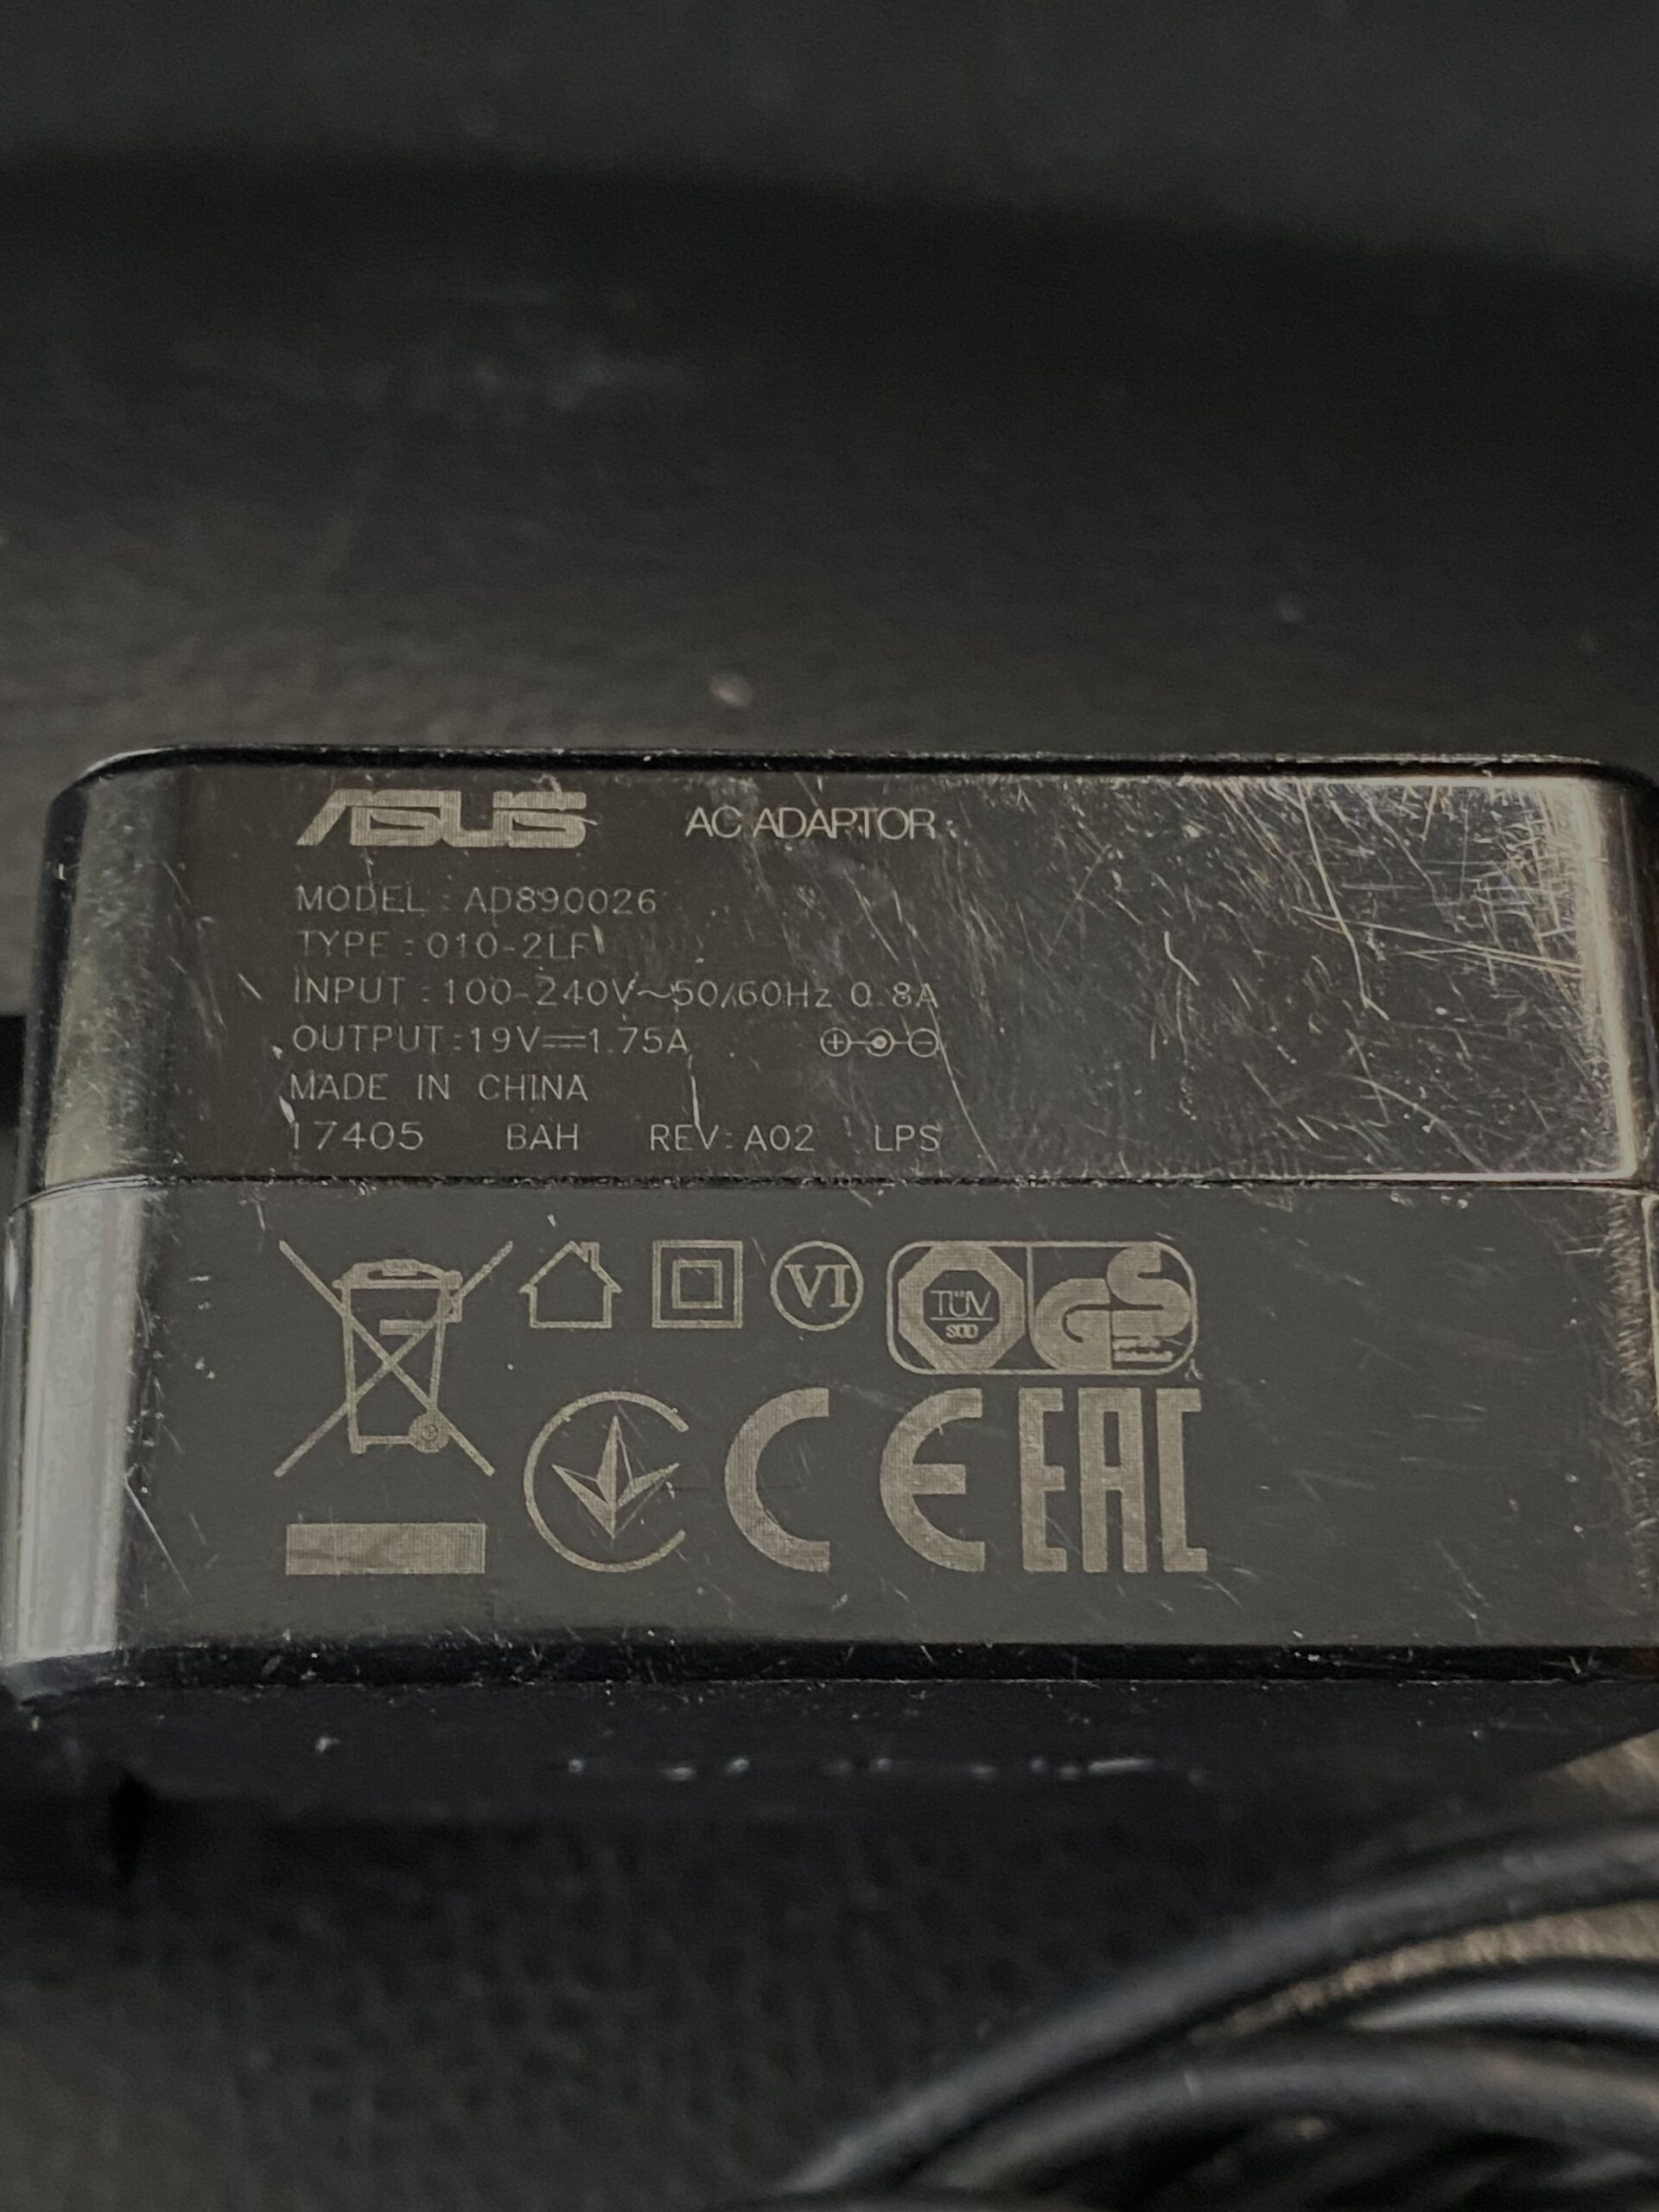 ASUS AC ADAPTOR
MODEL : AD890026
TYPE : 010-2LF
INPUT : 100-240V~50/60Hz 0.8A
OUTPUT : 19V⎓1.75A
MADE IN CHINA
17405 BAH REV: A02 LPS
VI TÜV SÜD GS
CE EAC